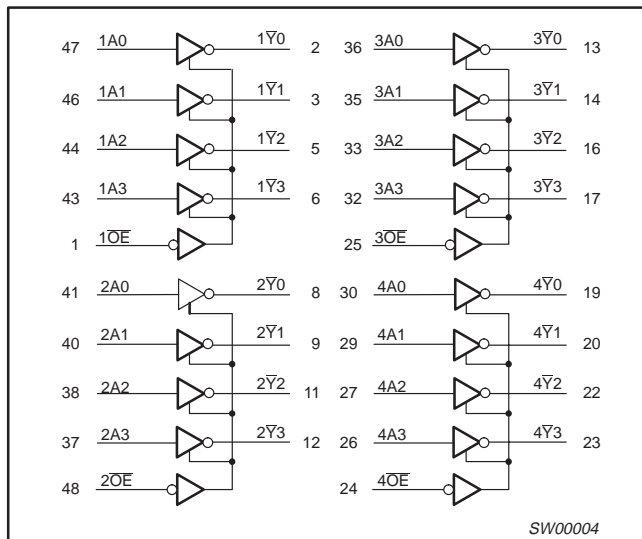 47 1A0 1Y̅0 2 36 3A0 3Y̅0 13
46 1A1 1Y̅1 3 35 3A1 3Y̅1 14
44 1A2 1Y̅2 5 33 3A2 3Y̅2 16
43 1A3 1Y̅3 6 32 3A3 3Y̅3 17
1 1O̅E̅ 25 3O̅E̅
41 2A0 2Y̅0 8 30 4A0 4Y̅0 19
40 2A1 2Y̅1 9 29 4A1 4Y̅1 20
38 2A2 2Y̅2 11 27 4A2 4Y̅2 22
37 2A3 2Y̅3 12 26 4A3 4Y̅3 23
48 2O̅E̅ 24 4O̅E̅
SW00004